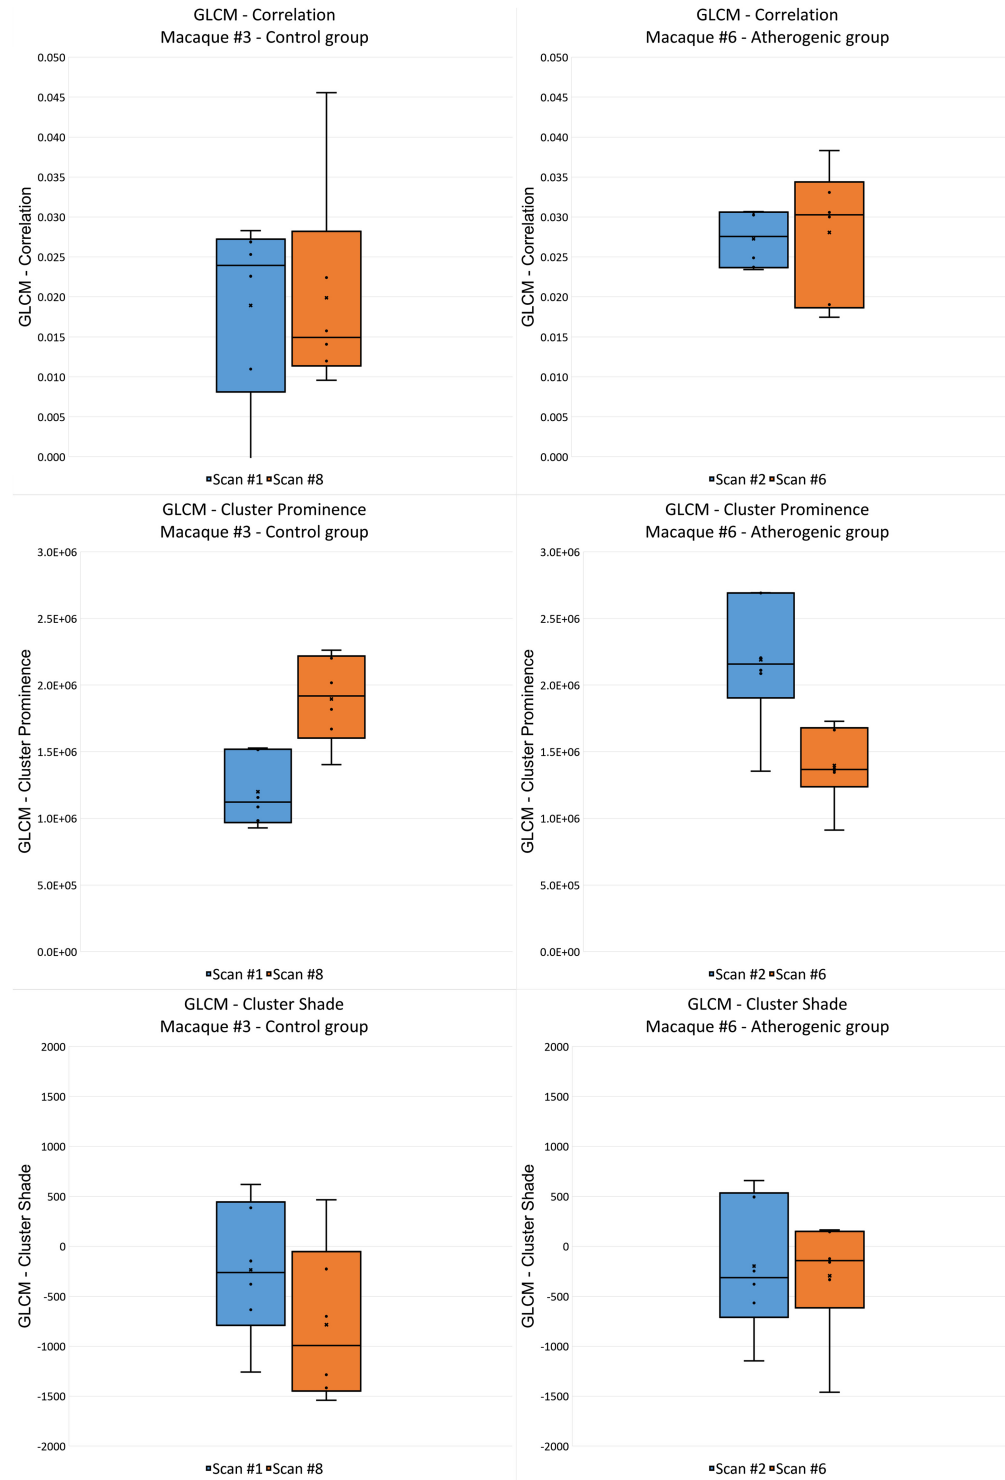 GLCM - Correlation
Macaque #3 - Control group
0.050
0.045
0.040
0.035
0.030
0.025
0.020
0.015
0.010
0.005
0.000
GLCM - Correlation
Scan #1 Scan #8
GLCM - Correlation
Macaque #6 - Atherogenic group
0.050
0.045
0.040
0.035
0.030
0.025
0.020
0.015
0.010
0.005
0.000
GLCM - Correlation
Scan #2 Scan #6
GLCM - Cluster Prominence
Macaque #3 - Control group
3.0E+06
2.5E+06
2.0E+06
1.5E+06
1.0E+06
5.0E+05
0.0E+00
GLCM - Cluster Prominence
Scan #1 Scan #8
GLCM - Cluster Prominence
Macaque #6 - Atherogenic group
3.0E+06
2.5E+06
2.0E+06
1.5E+06
1.0E+06
5.0E+05
0.0E+00
GLCM - Cluster Prominence
Scan #2 Scan #6
GLCM - Cluster Shade
Macaque #3 - Control group
2000
1500
1000
500
0
-500
-1000
-1500
-2000
GLCM - Cluster Shade
Scan #1 Scan #8
GLCM - Cluster Shade
Macaque #6 - Atherogenic group
2000
1500
1000
500
0
-500
-1000
-1500
-2000
GLCM - Cluster Shade
Scan #2 Scan #6